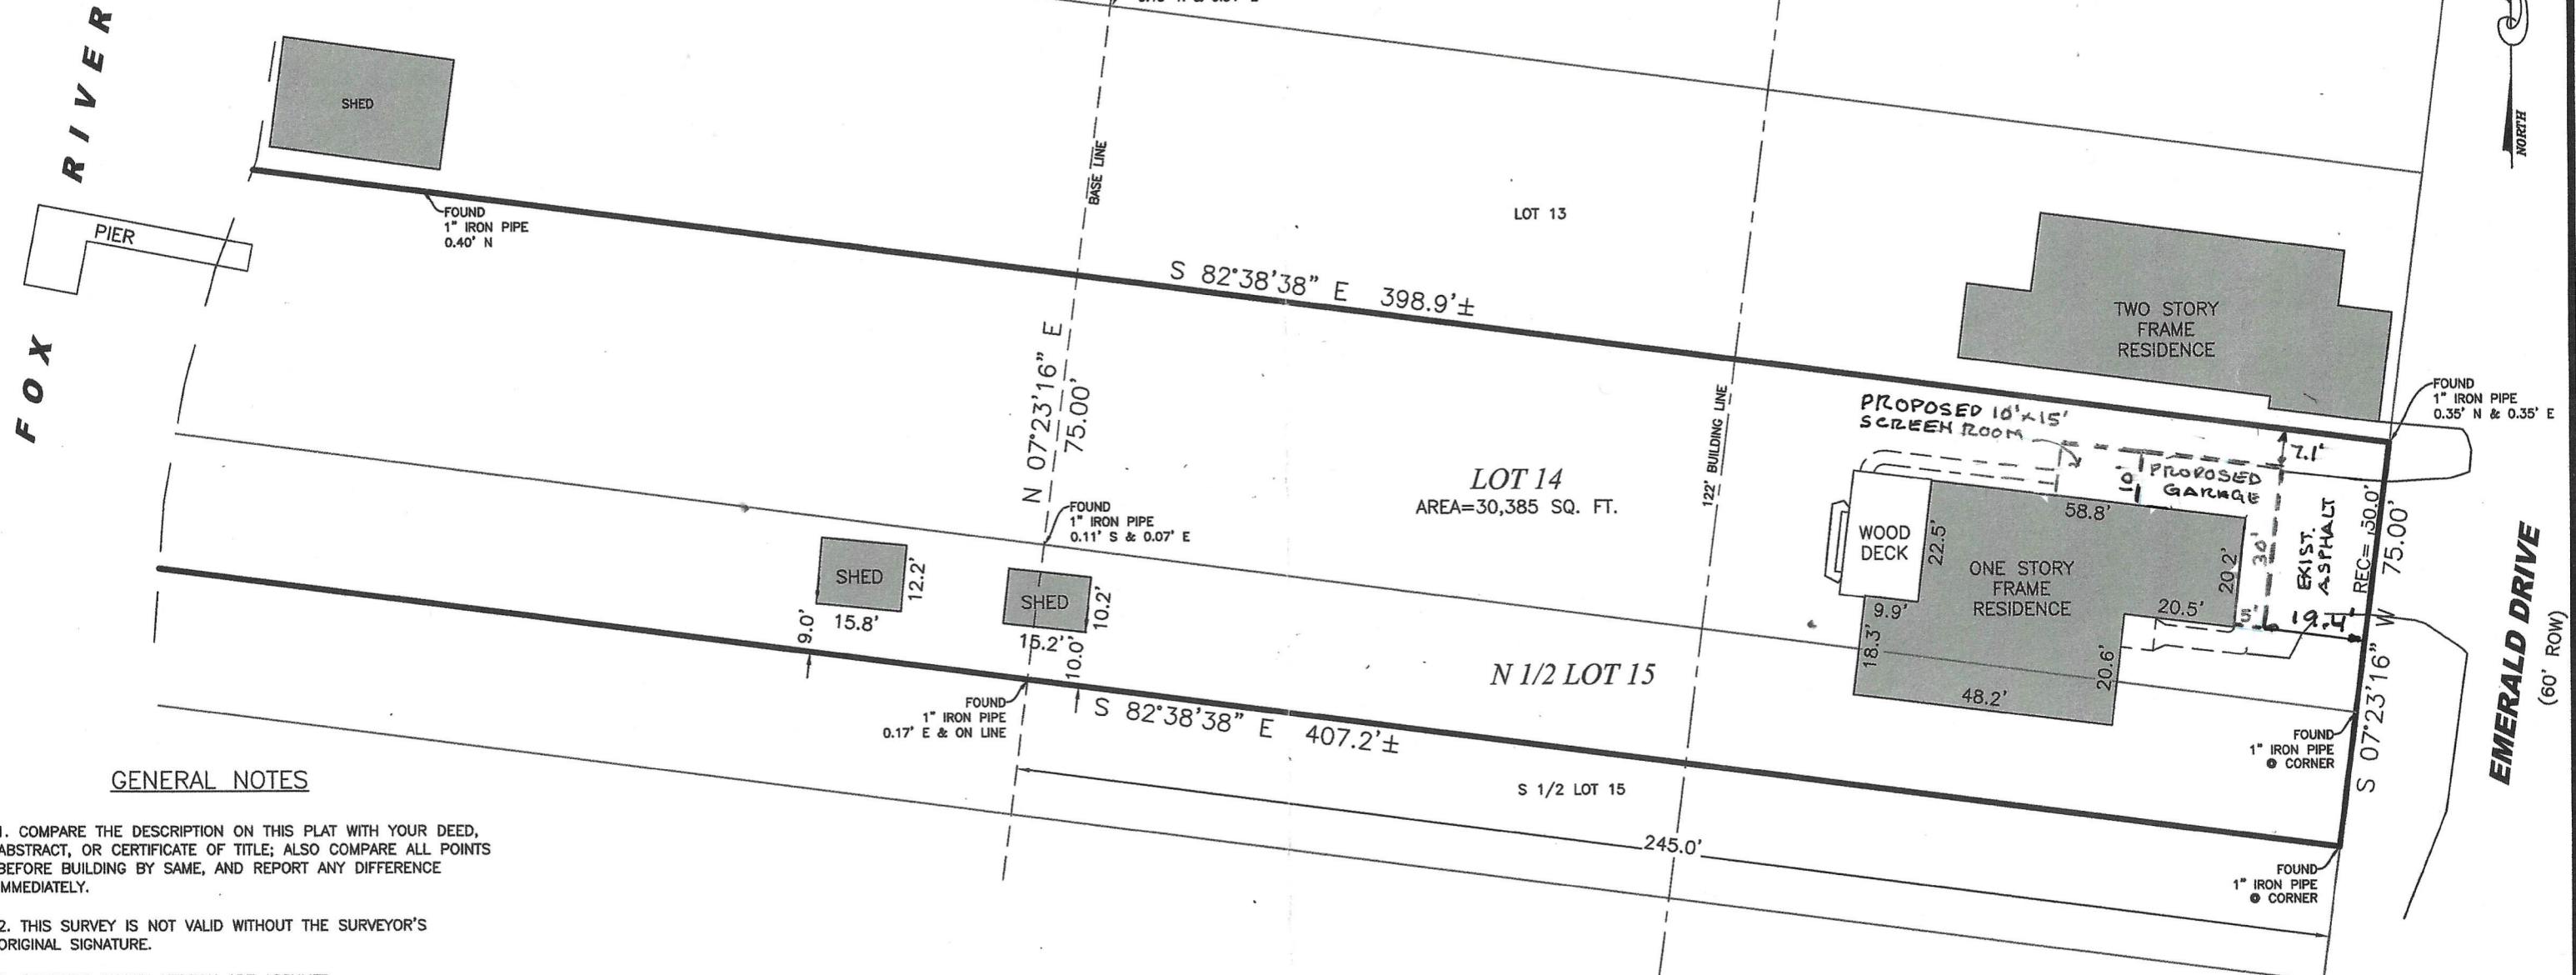 FOX RIVER
SHED
PIER
FOUND
1" IRON PIPE
0.40' N
BASE LINE
LOT 13
NORTH
S 82°38'38" E 398.9'±
N 07°23'16" E
75.00'
TWO STORY
FRAME
RESIDENCE
FOUND
1" IRON PIPE
0.35' N & 0.35' E
122' BUILDING LINE
PROPOSED 10'x15'
SCREEN ROOM
7.1'
PROPOSED
GARAGE
10'
LOT 14
AREA=30,385 SQ. FT.
FOUND
1" IRON PIPE
0.11' S & 0.07' E
WOOD
DECK
22.5'
58.8'
ONE STORY
FRAME
RESIDENCE
20.2'
30'
EXIST.
ASPHALT
75.00'
EMERALD DRIVE
(60' ROW)
SHED
12.2'
15.8'
9.0'
SHED
10.2'
15.2'
10.0'
9.9'
18.3'
20.5'
5'
19.4'
20.6'
48.2'
N 1/2 LOT 15
FOUND
1" IRON PIPE
0.17' E & ON LINE
S 82°38'38" E 407.2'±
S 07°23'16" W
FOUND
1" IRON PIPE
@ CORNER
S 1/2 LOT 15
245.0'
FOUND
1" IRON PIPE
@ CORNER
GENERAL NOTES
1. COMPARE THE DESCRIPTION ON THIS PLAT WITH YOUR DEED,
ABSTRACT, OR CERTIFICATE OF TITLE; ALSO COMPARE ALL POINTS
BEFORE BUILDING BY SAME, AND REPORT ANY DIFFERENCE
IMMEDIATELY.
2. THIS SURVEY IS NOT VALID WITHOUT THE SURVEYOR'S
ORIGINAL SIGNATURE.